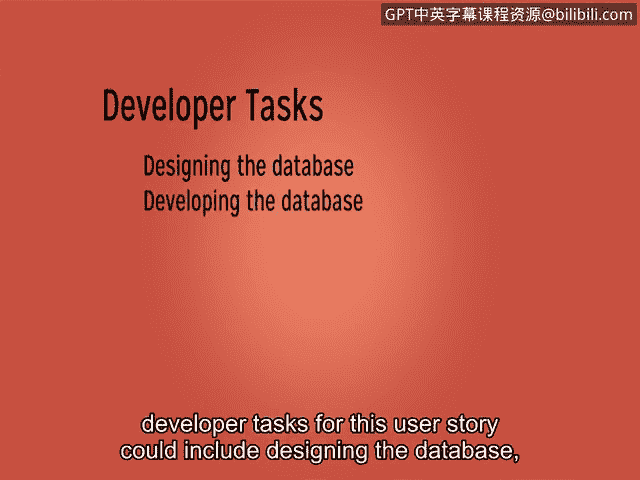 GPT中英字幕课程资源@bilibili.com
Developer Tasks
Designing the database
Developing the database
developer tasks for this user story
could include designing the database,